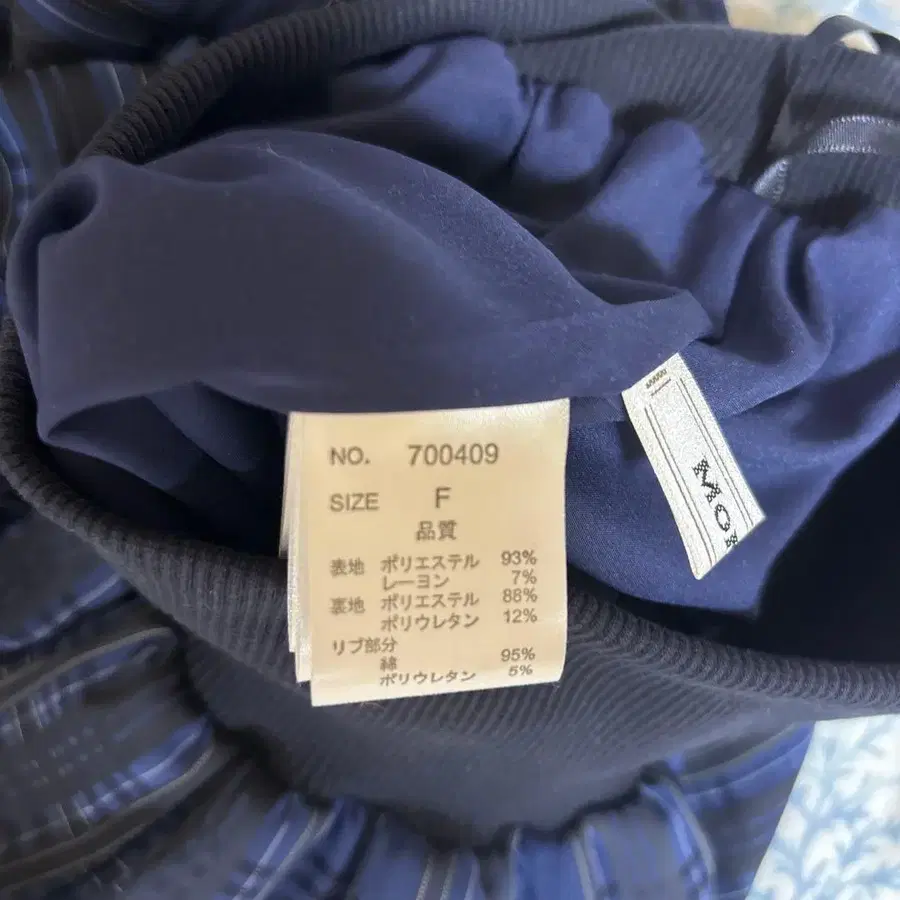 NO. 700409
SIZE F
品質
表地 ポリエステル 93%
レーヨン 7%
裏地 ポリエステル 88%
ポリウレタン 12%
リブ部分
綿 95%
ポリウレタン 5%